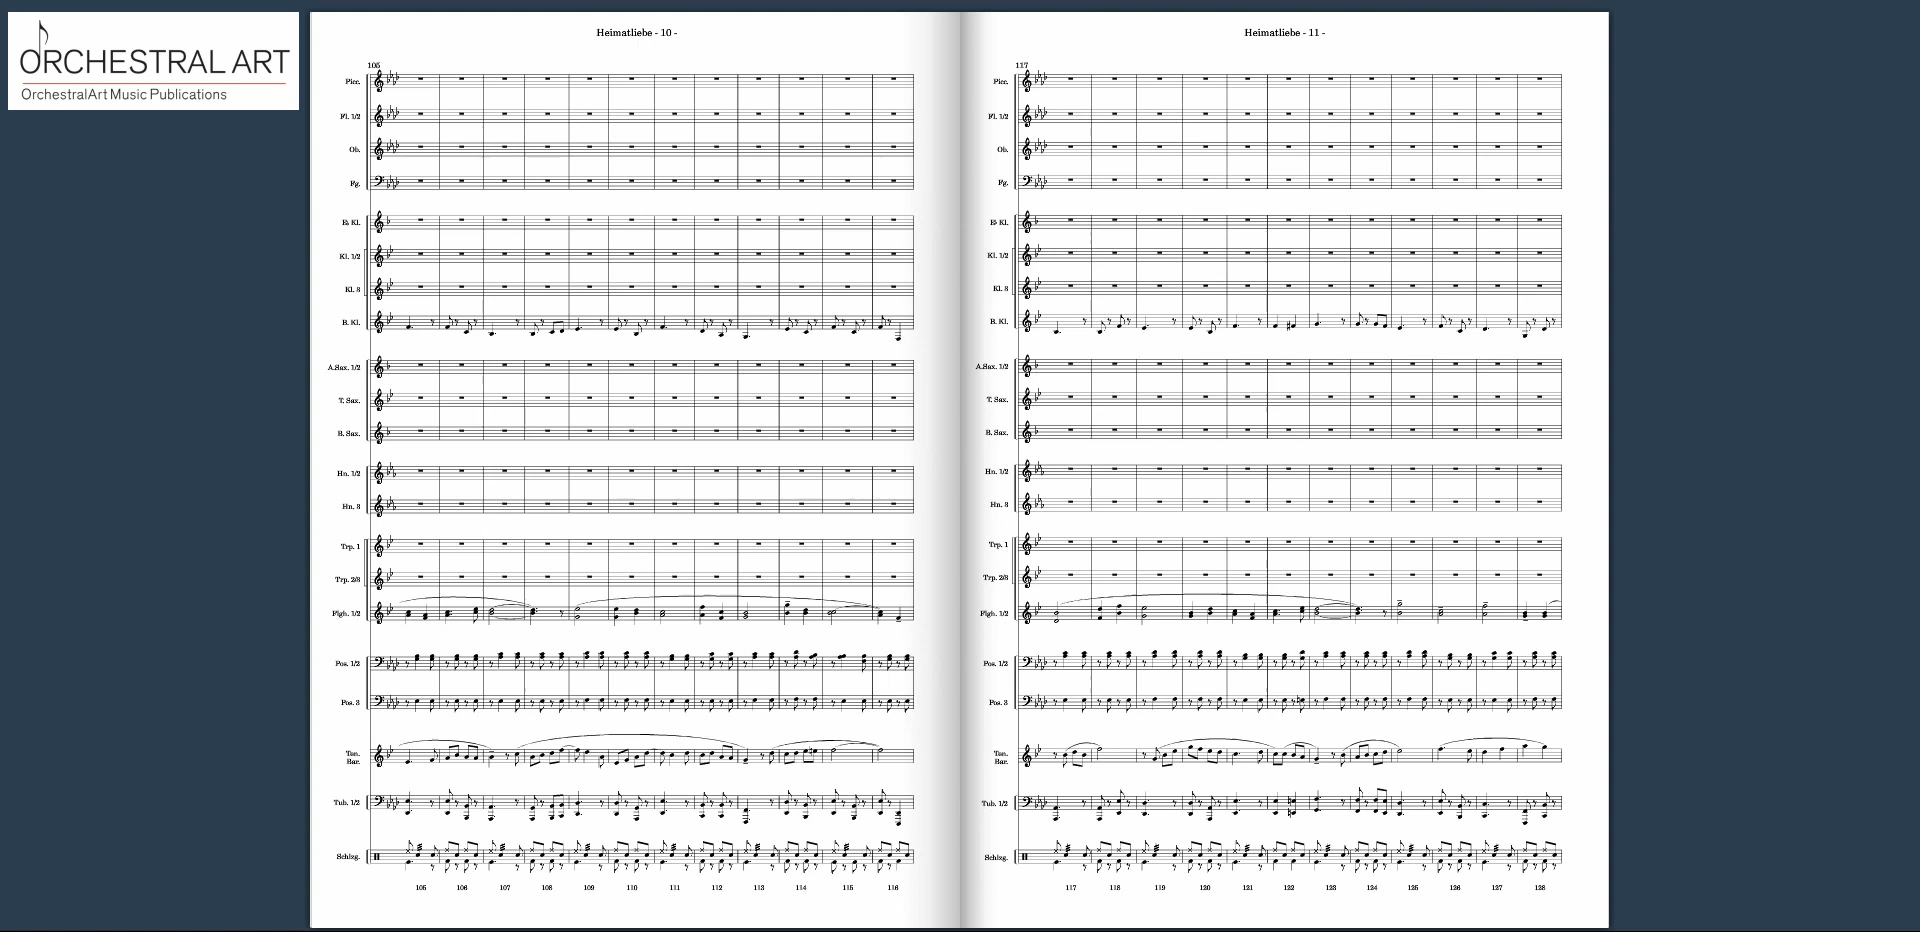 ORCHESTRAL ART
OrchestralArt Music Publications
Heimatliebe - 10 -
105
Picc.
Fl. 1/2
Ob.
Fg.
E♭ Kl.
Kl. 1/2
Kl. 3
B. Kl.
A.Sax. 1/2
T. Sax.
B. Sax.
Hn. 1/2
Hn. 3
Trp. 1
Trp. 2/3
Flgh. 1/2
Pos. 1/2
Pos. 3
Ten.
Bar.
Tub. 1/2
Schlzg.
105 106 107 108 109 110 111 112 113 114 115 116
Heimatliebe - 11 -
117
Picc.
Fl. 1/2
Ob.
Fg.
E♭ Kl.
Kl. 1/2
Kl. 3
B. Kl.
A.Sax. 1/2
T. Sax.
B. Sax.
Hn. 1/2
Hn. 3
Trp. 1
Trp. 2/3
Flgh. 1/2
Pos. 1/2
Pos. 3
Ten.
Bar.
Tub. 1/2
Schlzg.
117 118 119 120 121 122 123 124 125 126 127 128